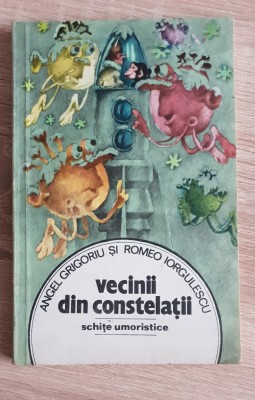 ANGEL GRIGORIU ȘI ROMEO IORGULESCU
vecinii
din constelații
schițe umoristice